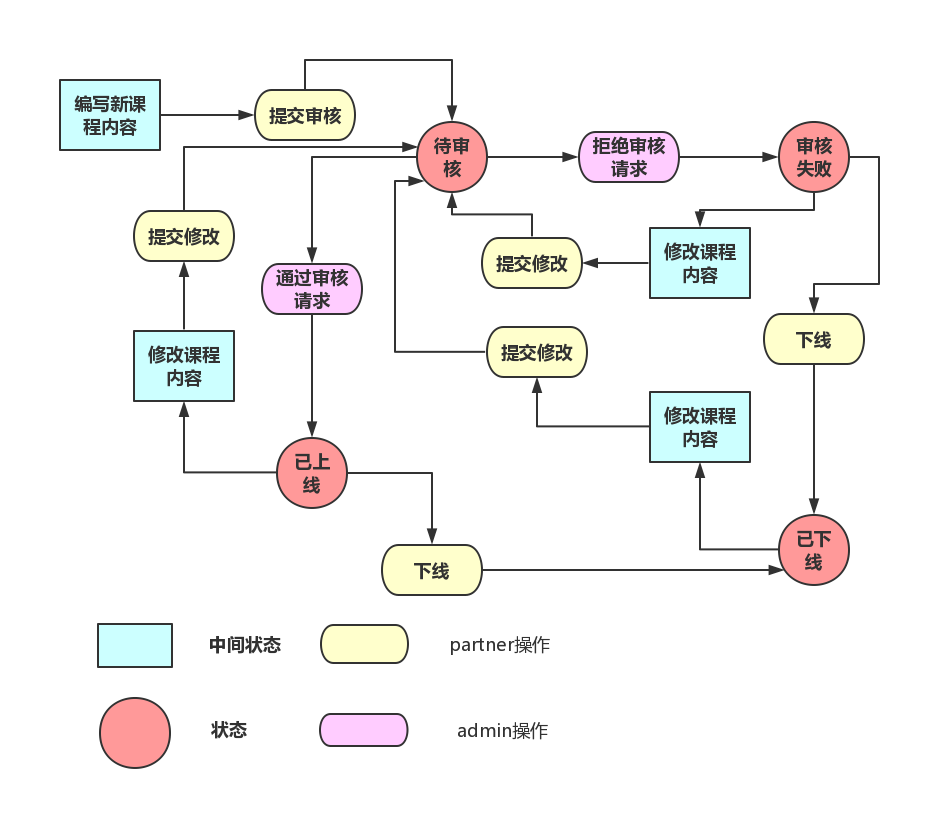 编写新课
程内容
提交审核
待审
核
拒绝审核
请求
审核
失败
提交修改
通过审核
请求
提交修改
修改课程
内容
下线
修改课程
内容
提交修改
修改课程
内容
已上
线
下线
已下
线
中间状态
partner操作
状态
admin操作